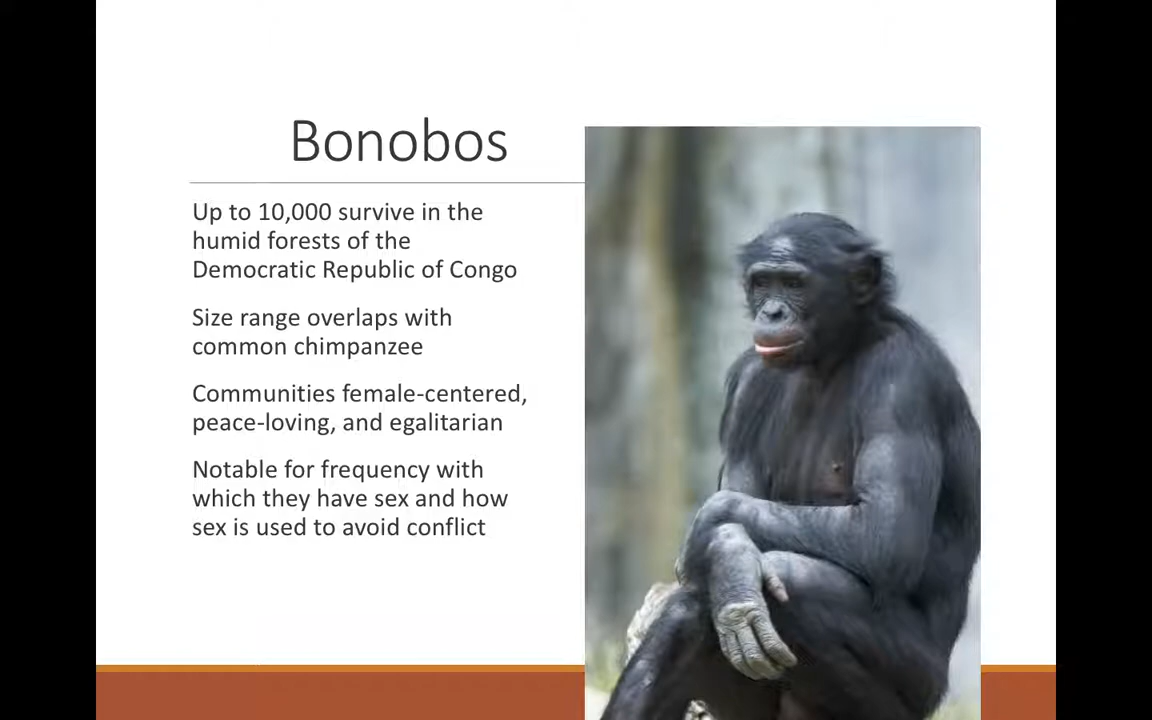 Bonobos
Up to 10,000 survive in the
humid forests of the
Democratic Republic of Congo
Size range overlaps with
common chimpanzee
Communities female-centered,
peace-loving, and egalitarian
Notable for frequency with
which they have sex and how
sex is used to avoid conflict